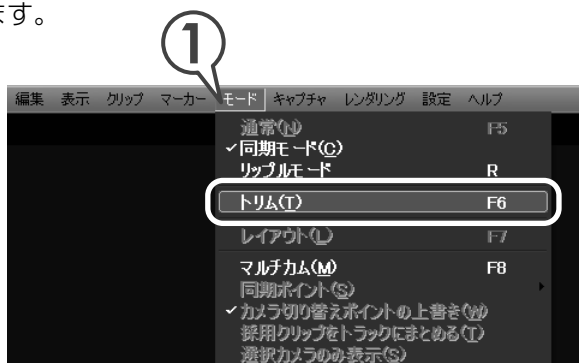 ます。
1
編集 表示 クリップ マーカー モード キャプチャ レンダリング 設定 ヘルプ
通常(N) F5
✓同期モード(C)
リップルモード R
トリム(T) F6
レイアウト(L) F7
マルチカム(M) F8
同期ポイント(S)
✓カメラ切り替えポイントの上書き(W)
採用クリップをトラックにまとめる(T)
選択カメラのみ表示(S)